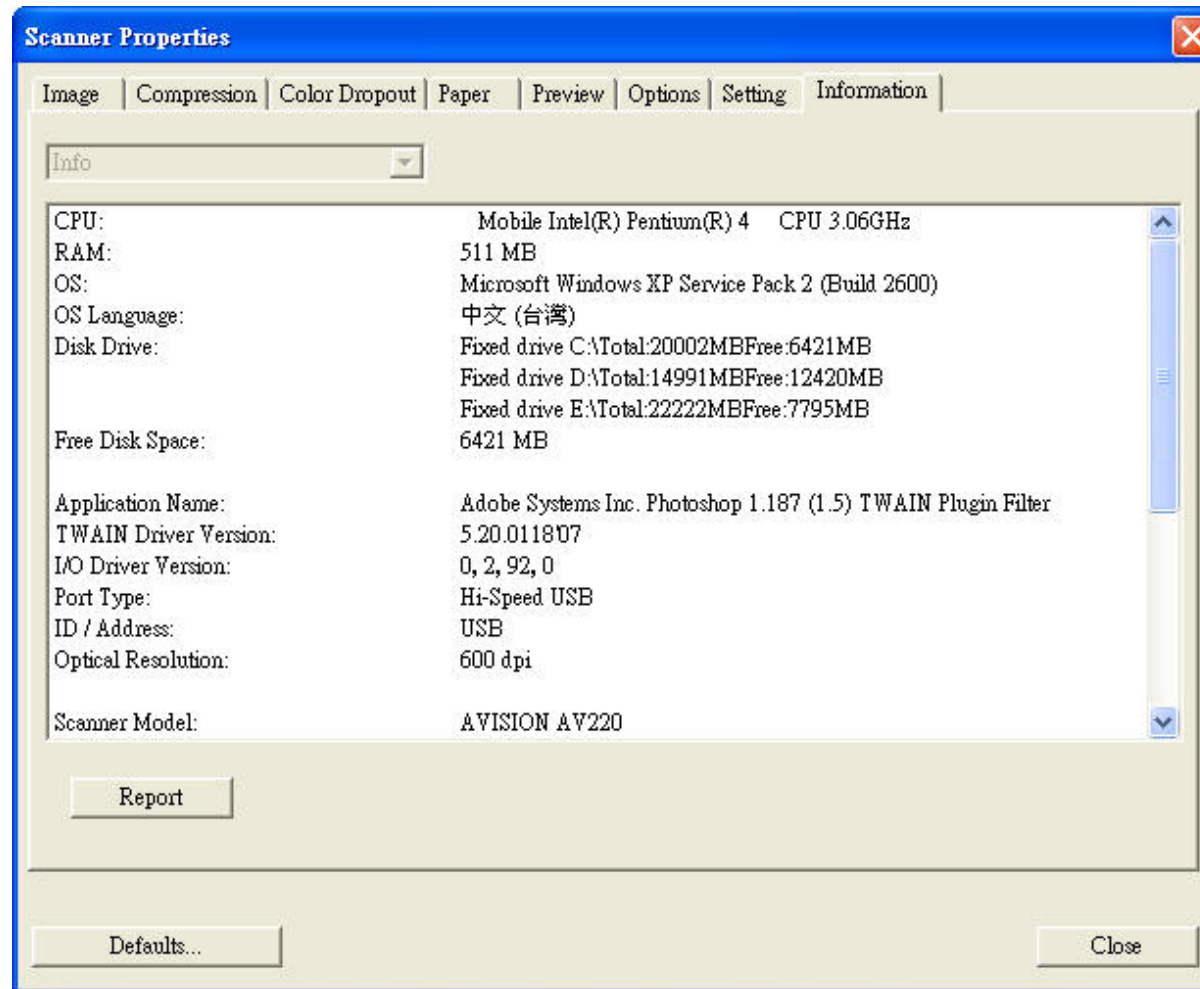 Scanner Properties
Image Compression Color Dropout Paper Preview Options Setting Information
Info
CPU: Mobile Intel(R) Pentium(R) 4 CPU 3.06GHz
RAM: 511 MB
OS: Microsoft Windows XP Service Pack 2 (Build 2600)
OS Language: 中文 (台灣)
Disk Drive: Fixed drive C:\Total:20002MBFree:6421MB
Fixed drive D:\Total:14991MBFree:12420MB
Fixed drive E:\Total:22222MBFree:7795MB
Free Disk Space: 6421 MB
Application Name: Adobe Systems Inc. Photoshop 1.187 (1.5) TWAIN Plugin Filter
TWAIN Driver Version: 5.20.0118'07
I/O Driver Version: 0, 2, 92, 0
Port Type: Hi-Speed USB
ID / Address: USB
Optical Resolution: 600 dpi
Scanner Model: AVISION AV220
Report
Defaults... Close